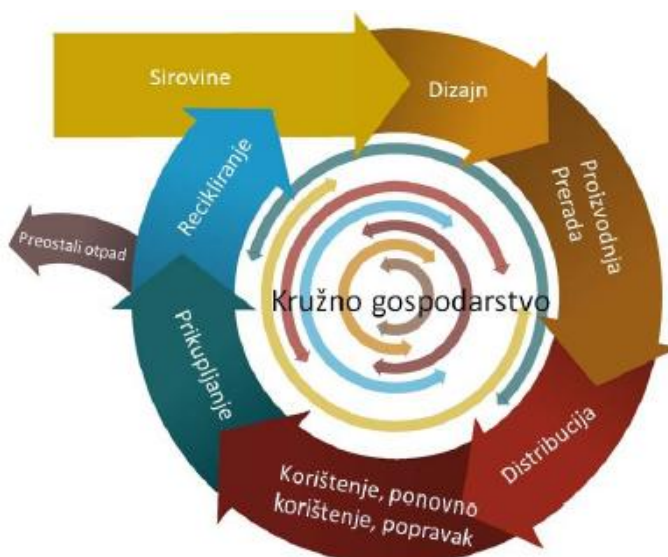 Sirovine
Dizajn
Proizvodnja
Prerada
Distribucija
Korištenje, ponovno
korištenje, popravak
Prikupljanje
Preostali otpad
Recikliranje
Kružno gospodarstvo